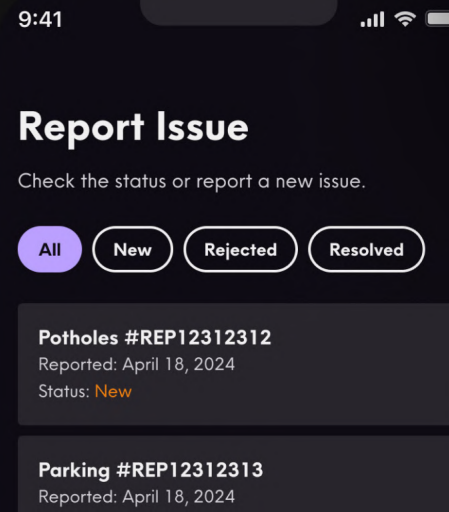 9:41
Report Issue
Check the status or report a new issue.
All New Rejected Resolved
Potholes #REP12312312
Reported: April 18, 2024
Status: New
Parking #REP12312313
Reported: April 18, 2024